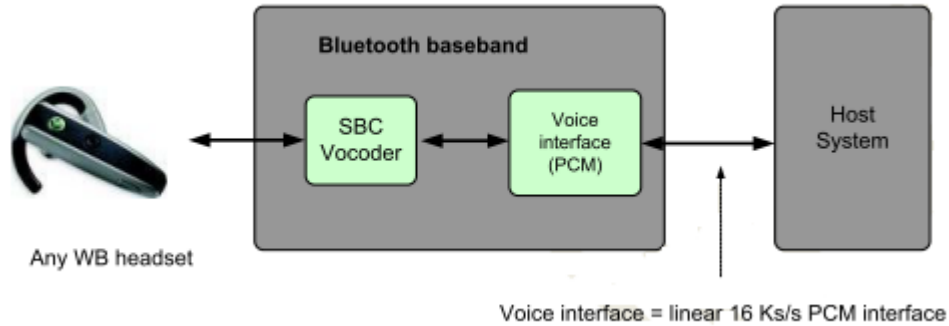 Bluetooth baseband
SBC
Vocoder
Voice
interface
(PCM)
Host
System
Any WB headset
Voice interface = linear 16 Ks/s PCM interface